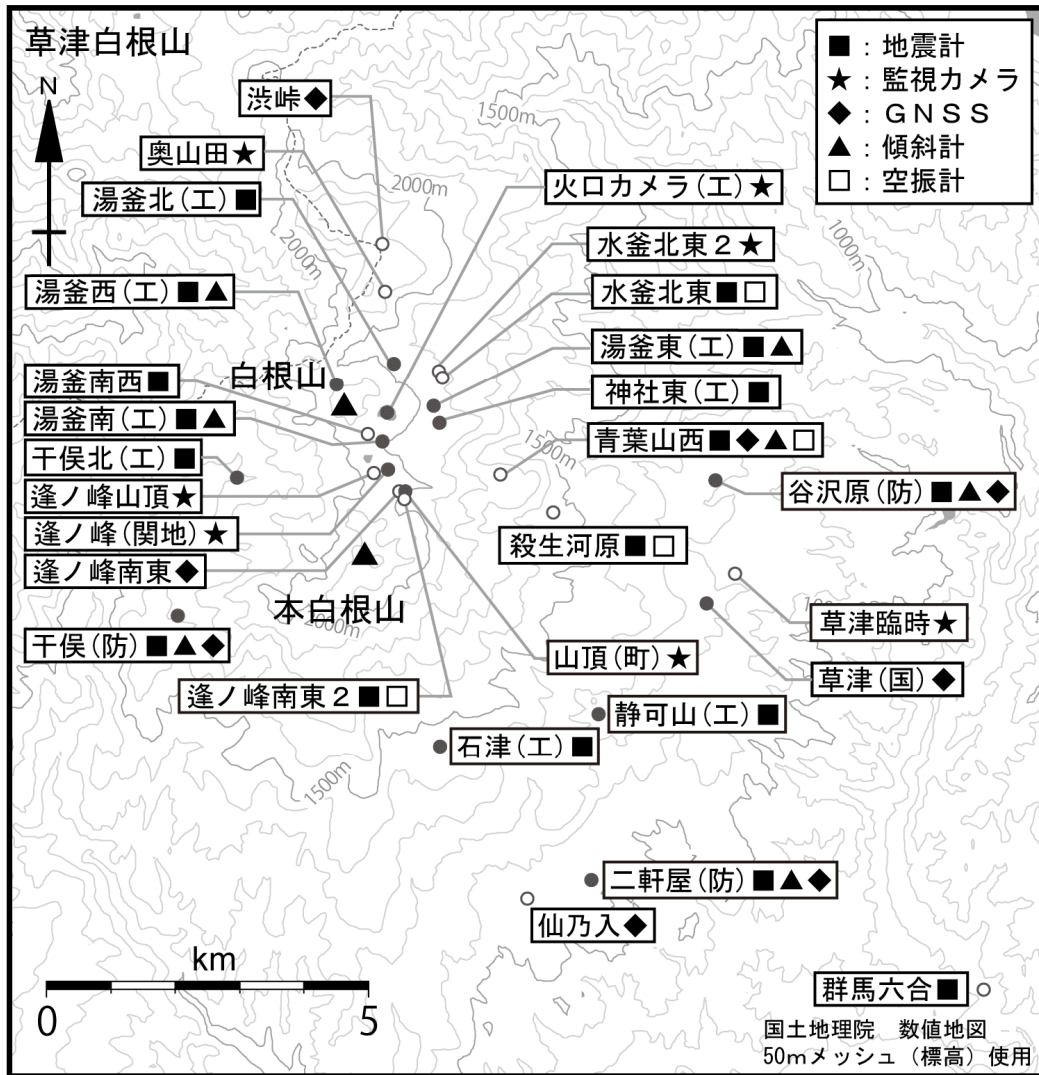 草津白根山
N
■：地震計
★：監視カメラ
◆：ＧＮＳＳ
▲：傾斜計
□：空振計
渋峠◆
奥山田★
湯釜北(工)■
湯釜西(工)■▲
白根山
湯釜南西■
湯釜南(工)■▲
干俣北(工)■
逢ノ峰山頂★
逢ノ峰(関地)★
逢ノ峰南東◆
本白根山
干俣(防)■▲◆
逢ノ峰南東２■□
火口カメラ(工)★
水釜北東２★
水釜北東■□
湯釜東(工)■▲
神社東(工)■
青葉山西■◆▲□
谷沢原(防)■▲◆
殺生河原■□
草津臨時★
草津(国)◆
山頂(町)★
静可山(工)■
石津(工)■
二軒屋(防)■▲◆
仙乃入◆
群馬六合■
1500m
2000m
2000m
1000m
1500m
2000m
1500m
km
0
5
国土地理院　数値地図
50mメッシュ（標高）使用